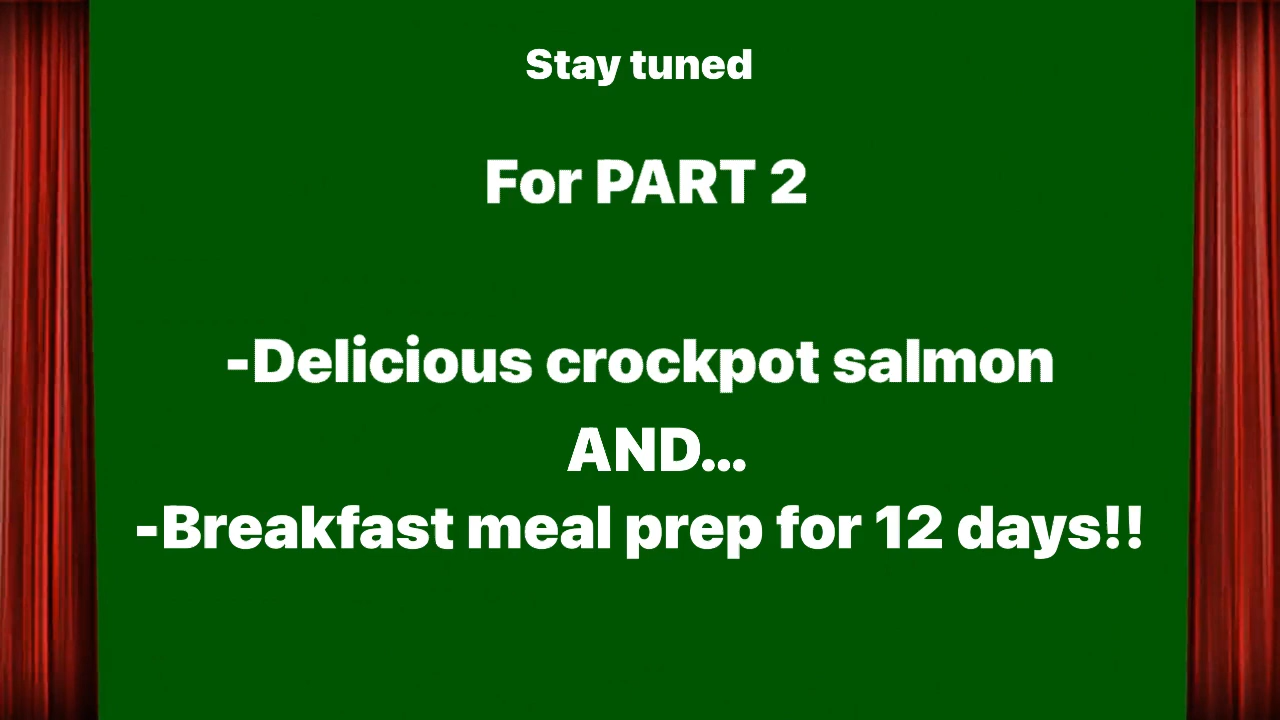 Stay tuned
For PART 2
-Delicious crockpot salmon
AND...
-Breakfast meal prep for 12 days!!